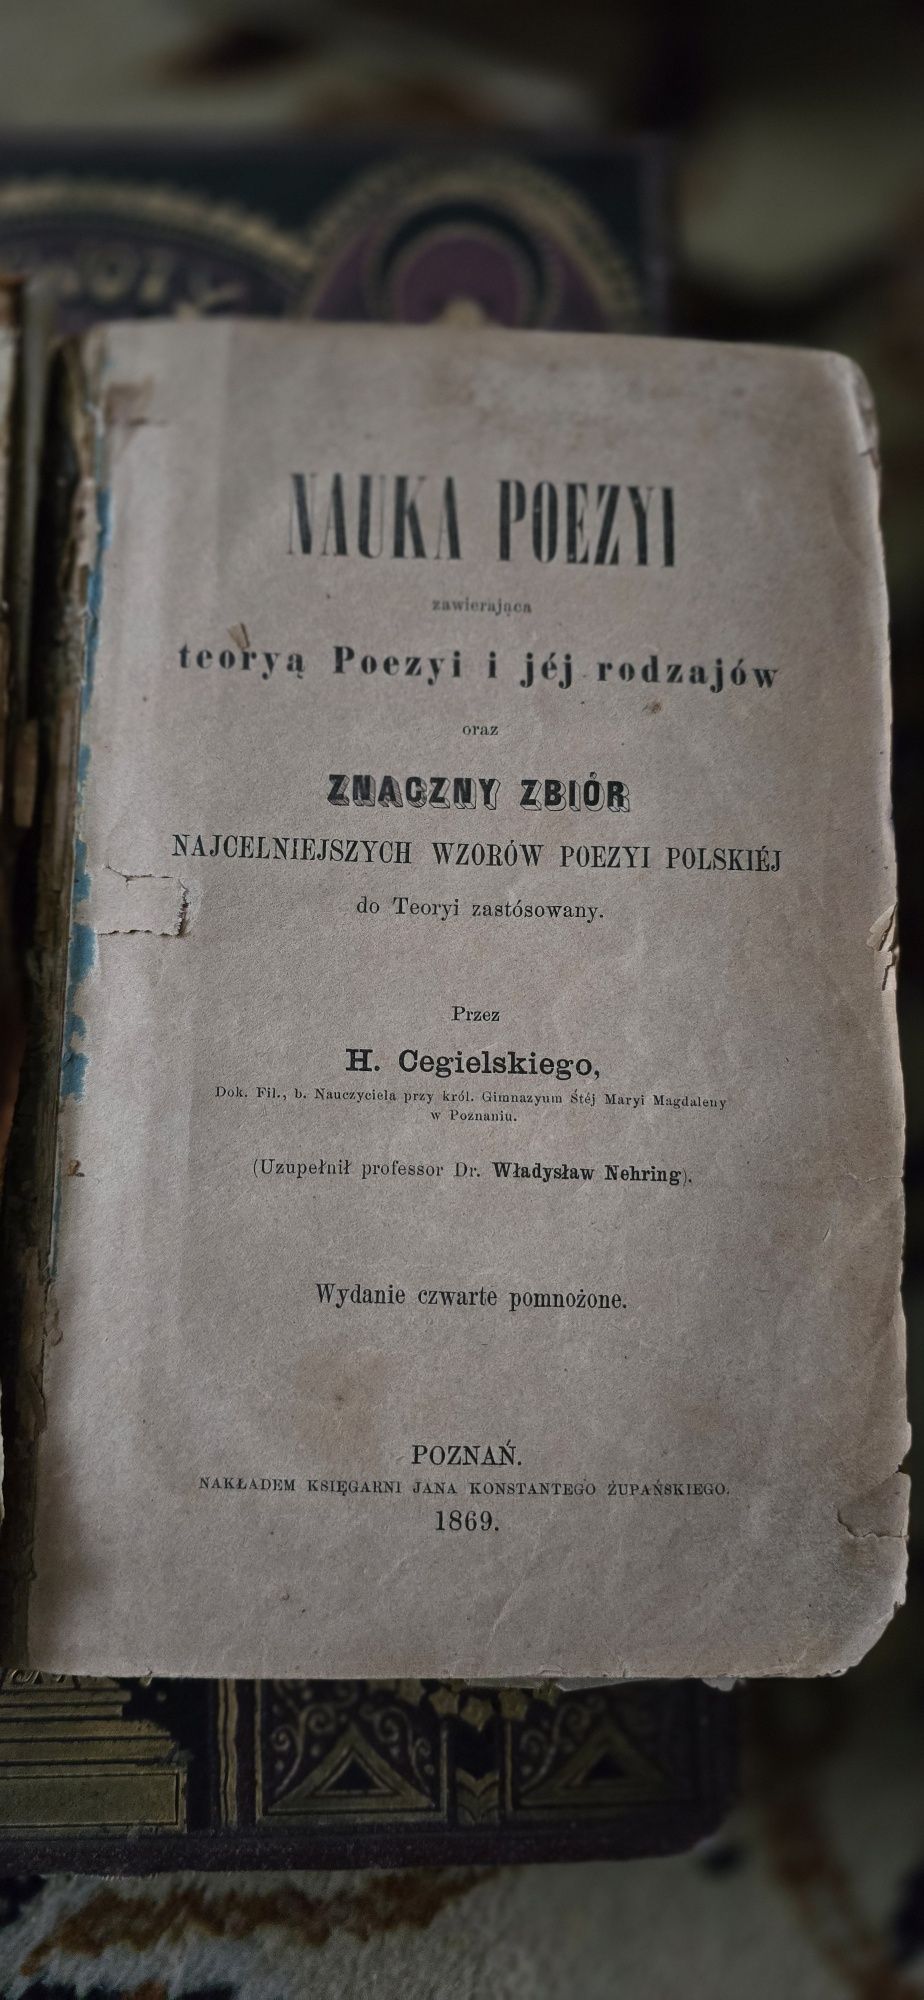 NAUKA POEZYI
zawierająca
teoryą Poezyi i jéj rodzajów
oraz
ZNACZNY ZBIÓR
NAJCELNIEJSZYCH WZORÓW POEZYI POLSKIÉJ
do Teoryi zastósowany.
Przez
H. Cegielskiego,
Dok. Fil., b. Nauczyciela przy król. Gimnazyum Stéj Maryi Magdaleny
w Poznaniu.
(Uzupełnił professor Dr. Władysław Nehring).
Wydanie czwarte pomnożone.
POZNAŃ.
NAKŁADEM KSIĘGARNI JANA KONSTANTEGO ŻUPAŃSKIEGO.
1869.